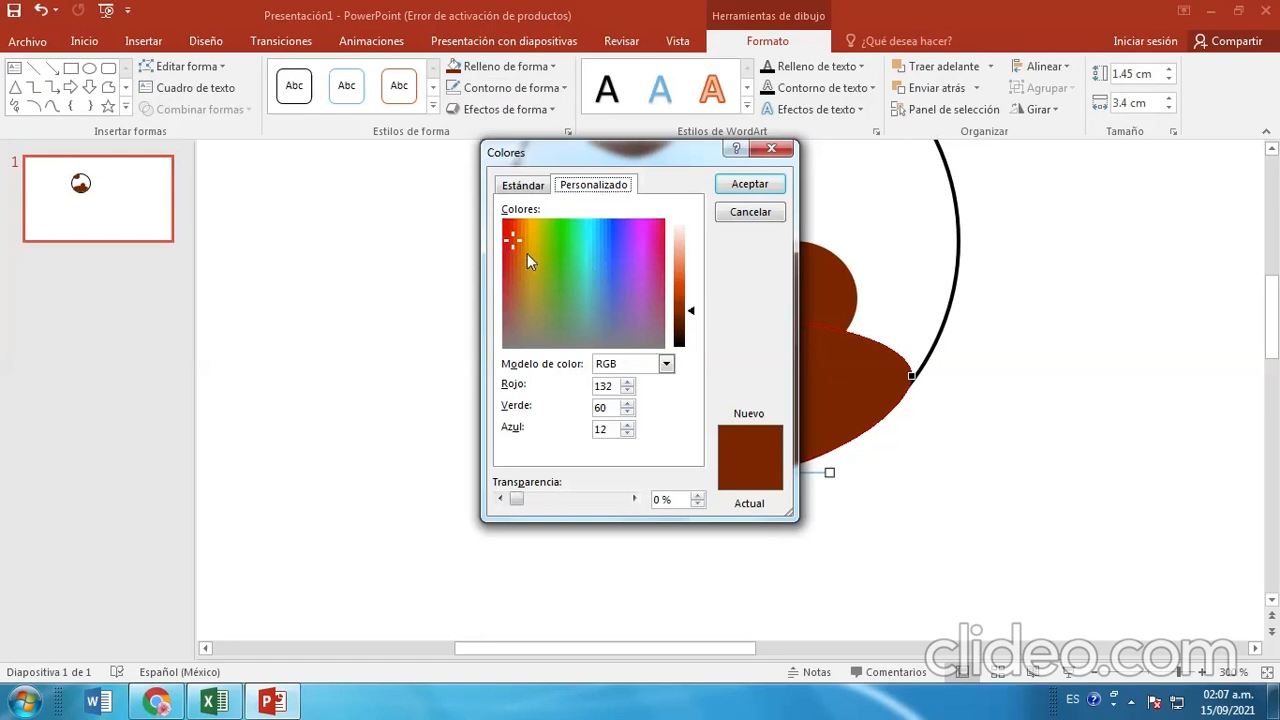 Presentación1 - PowerPoint (Error de activación de productos)
Herramientas de dibujo
Archivo Inicio Insertar Diseño Transiciones Animaciones Presentación con diapositivas Revisar Vista Formato ¿Qué desea hacer? Iniciar sesión Compartir
Editar forma
Cuadro de texto
Combinar formas
Insertar formas
Abc Abc Abc
Relleno de forma
Contorno de forma
Efectos de forma
Estilos de forma
A A A
Relleno de texto
Contorno de texto
Efectos de texto
Estilos de WordArt
Traer adelante
Enviar atrás
Panel de selección
Alinear
Agrupar
Girar
Organizar
1.45 cm
3.4 cm
Tamaño
1
Colores
Estándar Personalizado
Aceptar
Cancelar
Colores:
Modelo de color: RGB
Rojo: 132
Verde: 60
Azul: 12
Nuevo
Actual
Transparencia:
0 %
clideo.com
Diapositiva 1 de 1 Español (México) Notas Comentarios 300 %
ES 02:07 a.m.
15/09/2021